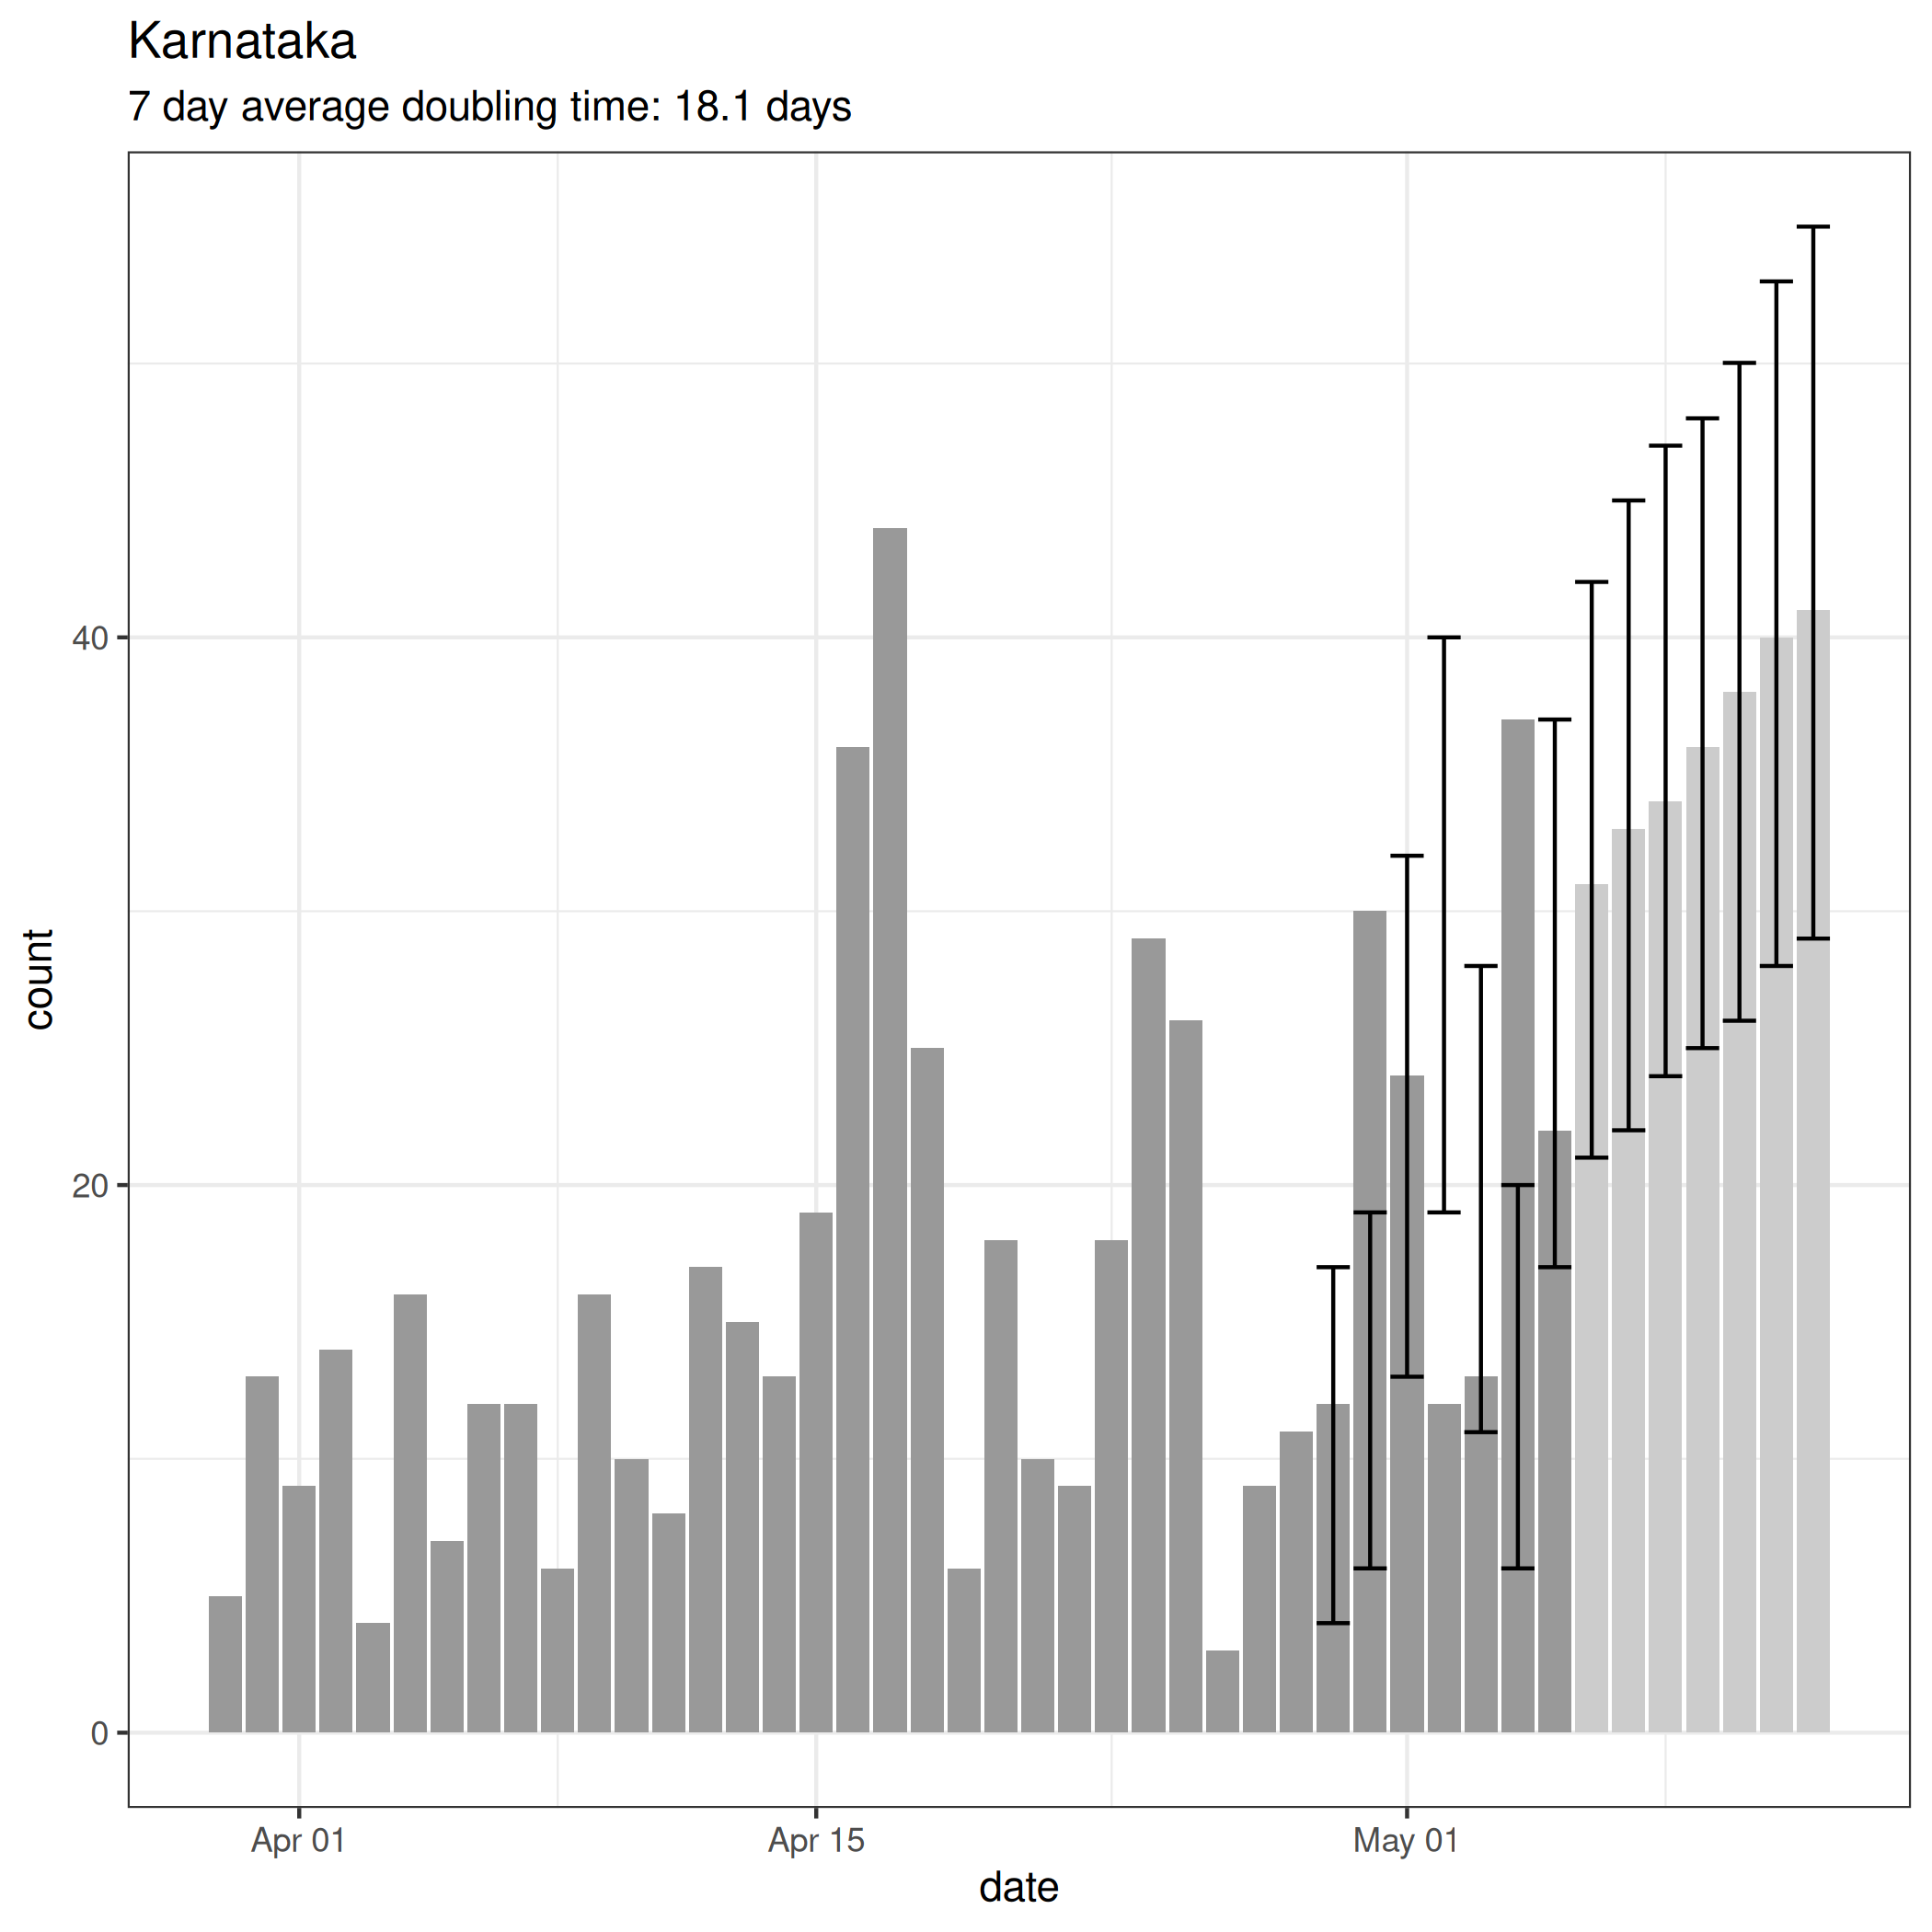 Karnataka
7 day average doubling time: 18.1 days
count
40
20
0
Apr 01
Apr 15
May 01
date